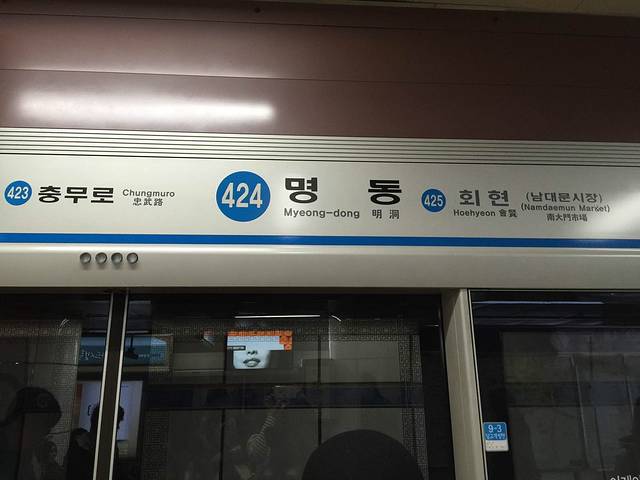 423 충무로 Chungmuro
忠武路
424 명동
Myeong-dong 明洞
425 회현 (남대문시장)
Hoehyeon 會賢 (Namdaemun Market)
南大門市場
9-3